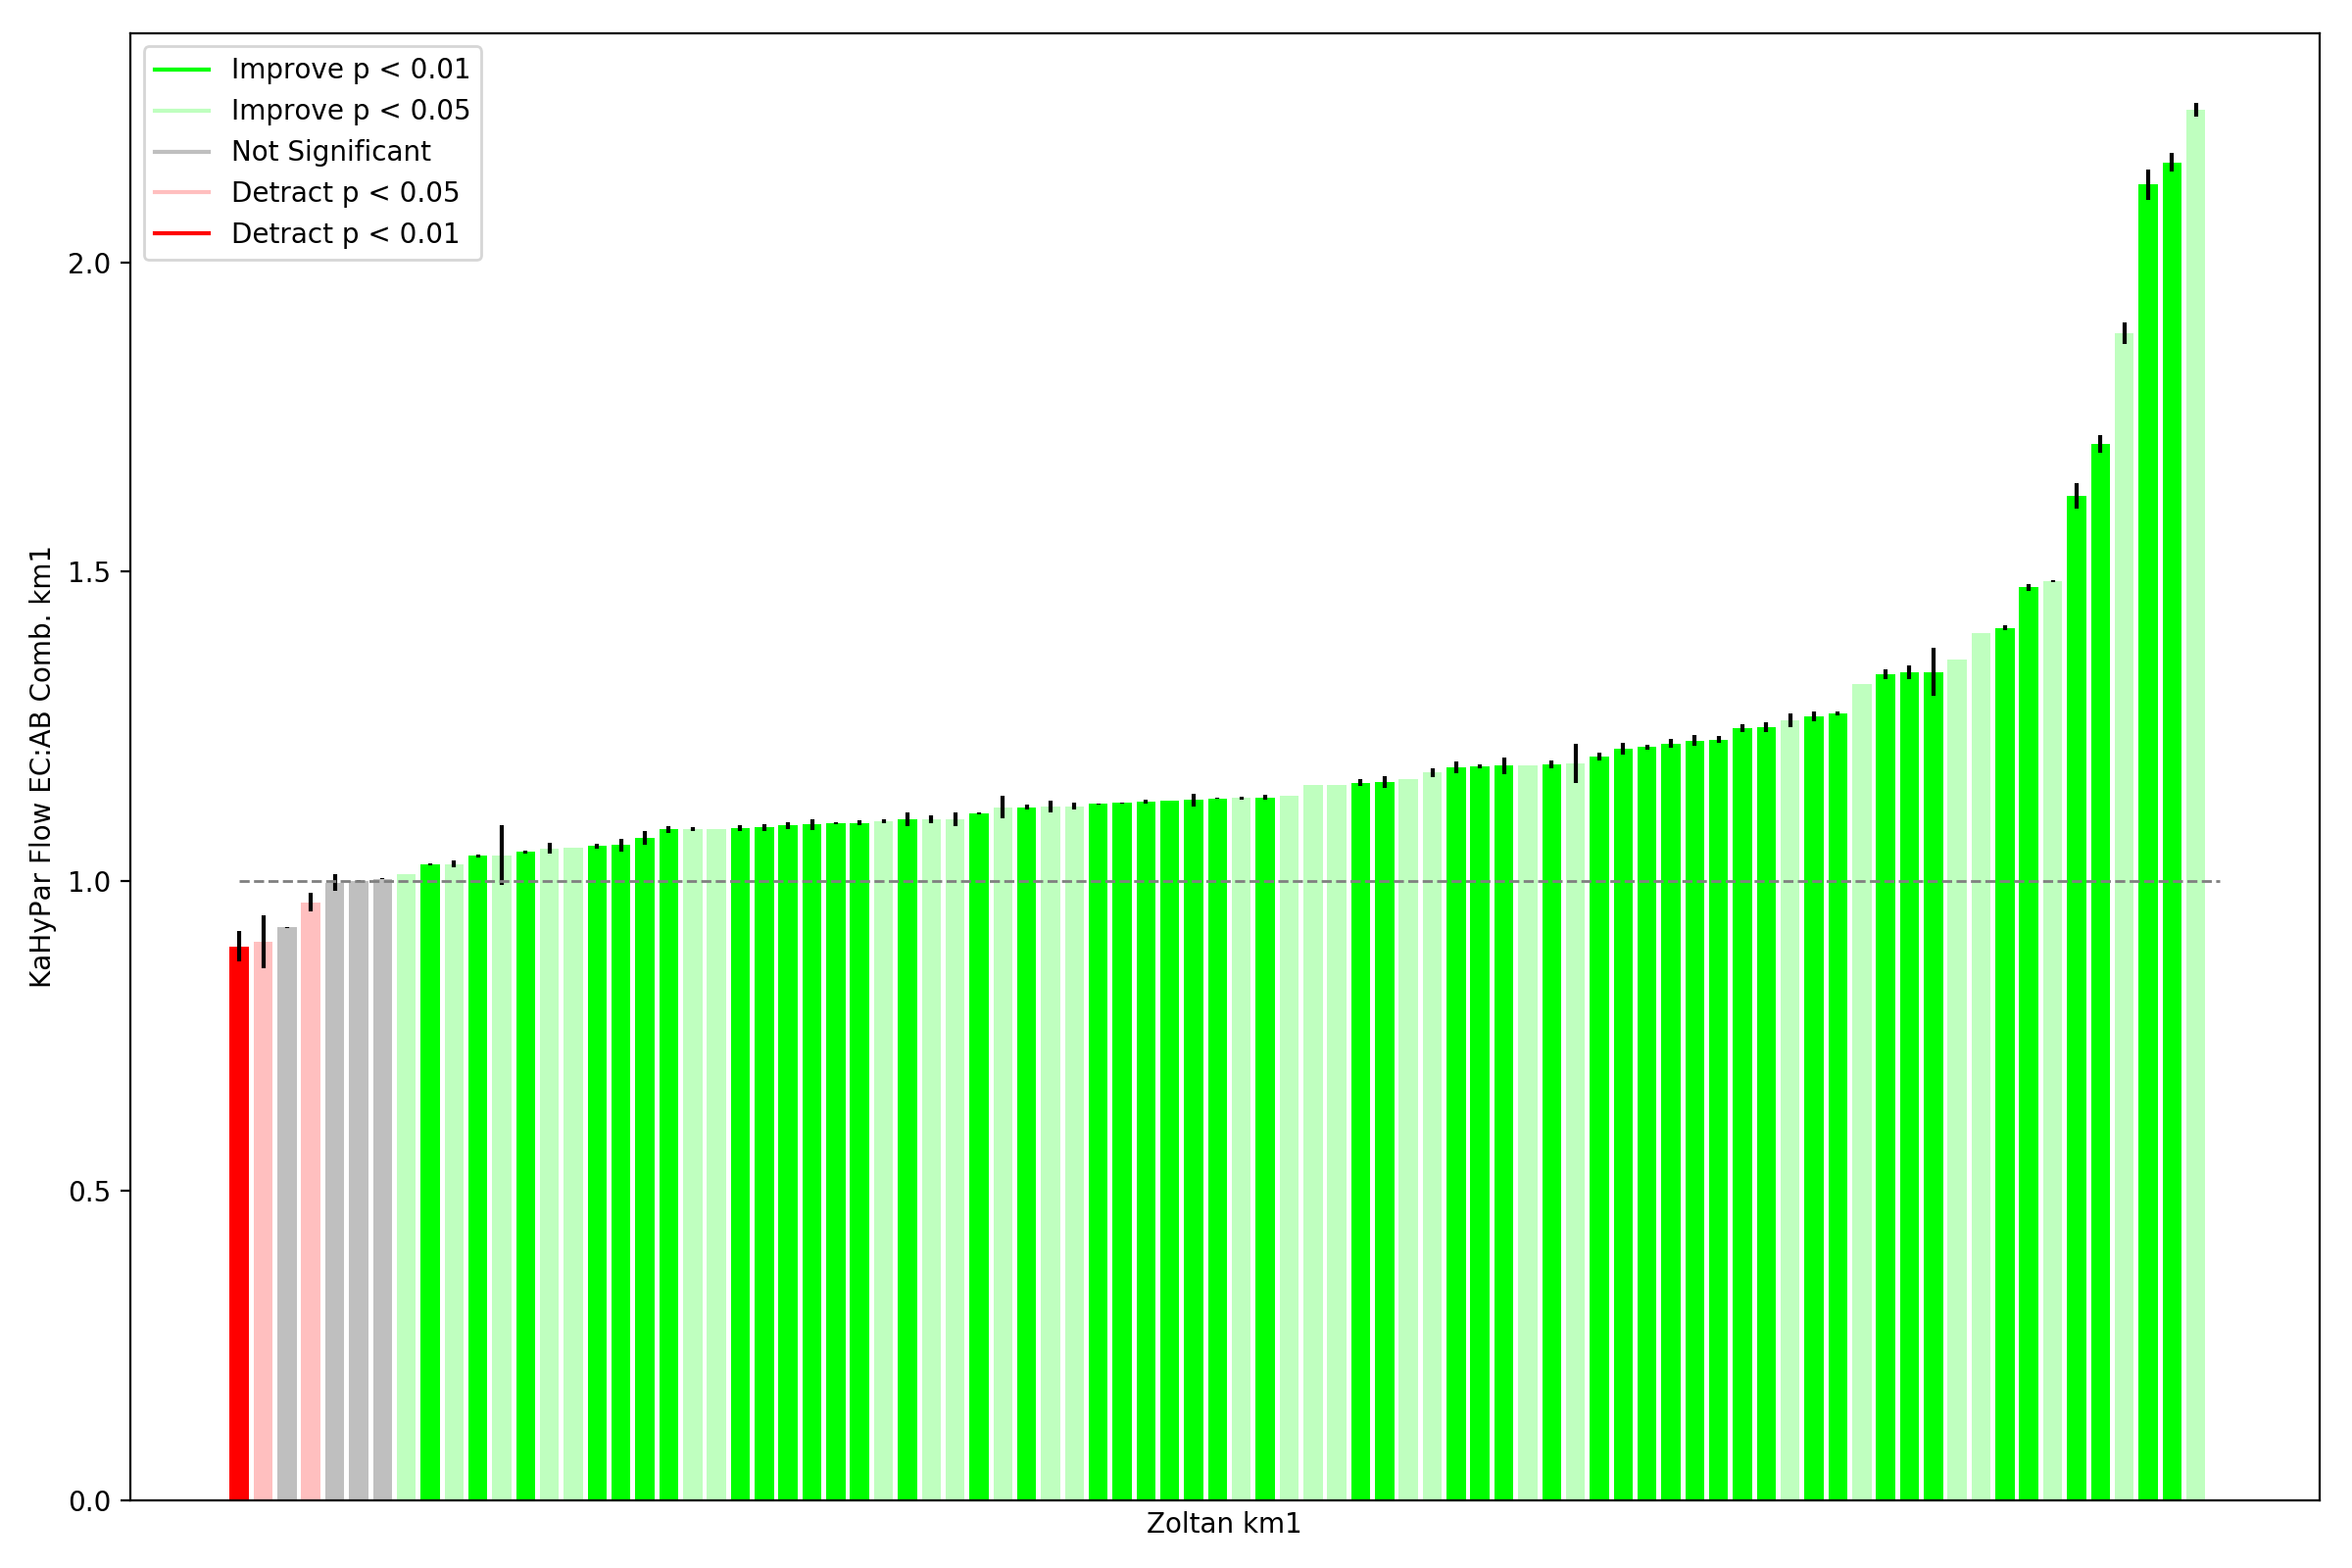 Improve p < 0.01
Improve p < 0.05
Not Significant
Detract p < 0.05
Detract p < 0.01
2.0
1.5
1.0
0.5
0.0
KaHyPar Flow EC:AB Comb. km1
Zoltan km1